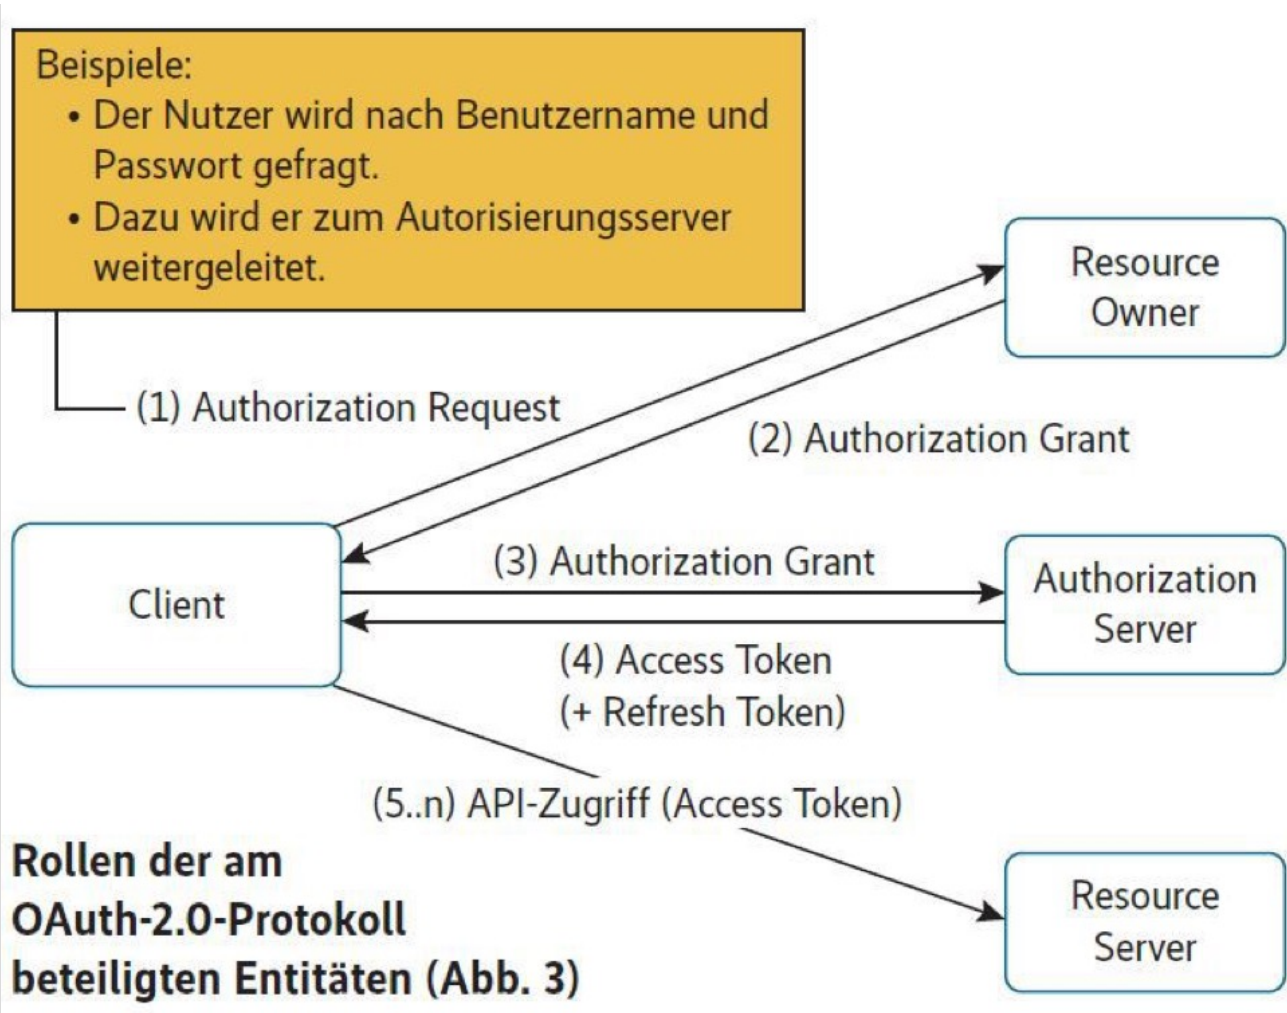 Beispiele:
• Der Nutzer wird nach Benutzername und
Passwort gefragt.
• Dazu wird er zum Autorisierungsserver
weitergeleitet.
Resource
Owner
(1) Authorization Request
(2) Authorization Grant
Client
(3) Authorization Grant
Authorization
Server
(4) Access Token
(+ Refresh Token)
(5..n) API-Zugriff (Access Token)
Resource
Server
Rollen der am
OAuth-2.0-Protokoll
beteiligten Entitäten (Abb. 3)